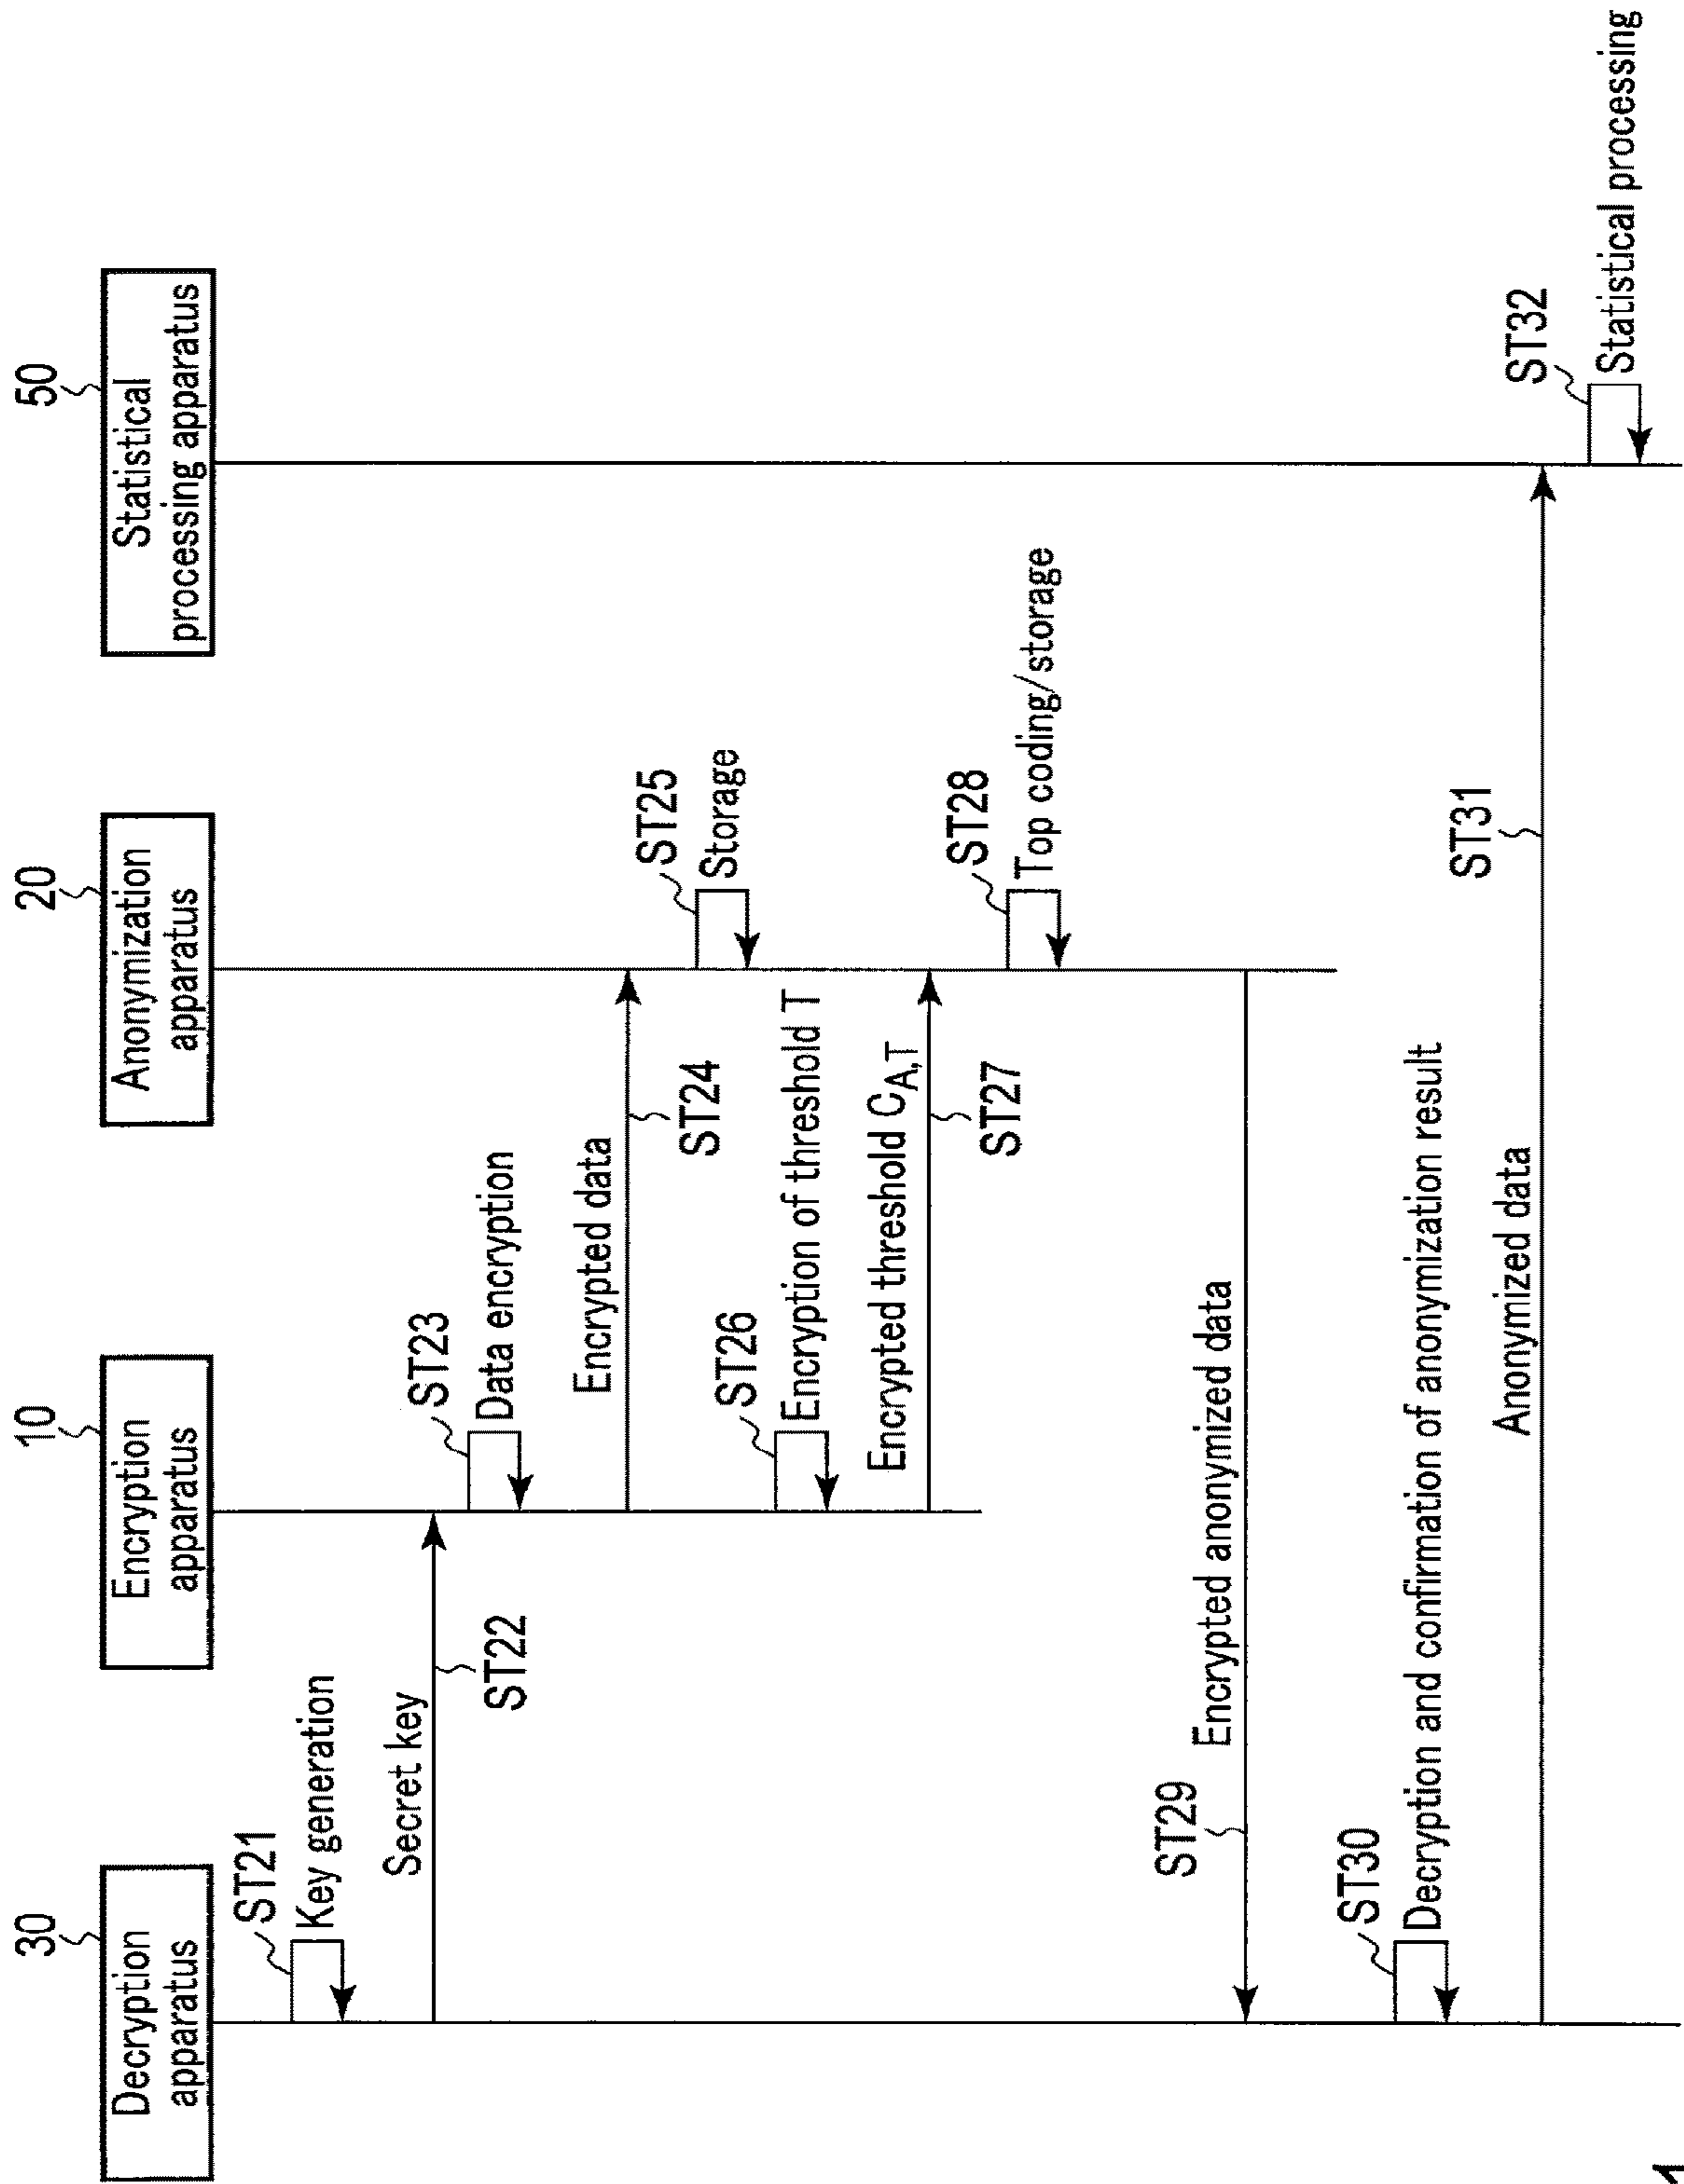 30
Decryption
apparatus
10
Encryption
apparatus
20
Anonymization
apparatus
50
Statistical
processing apparatus
ST21
Key generation
Secret key
ST22
ST23
Data encryption
Encrypted data
ST24
ST25
Storage
ST26
Encryption of threshold T
Encrypted threshold C_A,T
ST27
ST28
Top coding/storage
Encrypted anonymized data
ST29
ST30
Decryption and confirmation of anonymization result
Anonymized data
ST31
ST32
Statistical processing